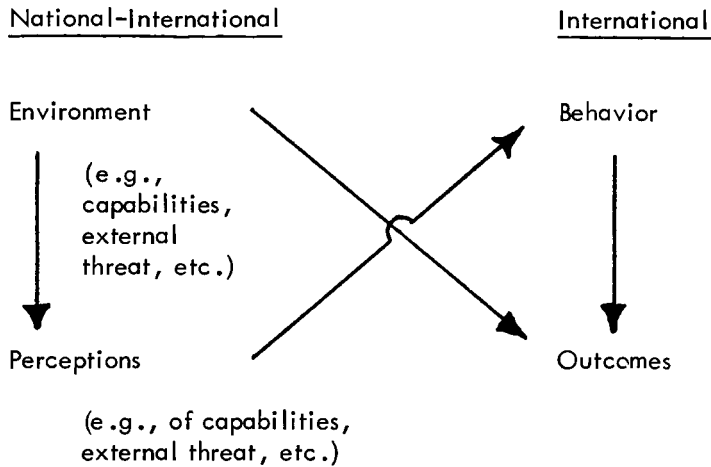 National-International
International
Environment
Behavior
(e.g.,
capabilities,
external
threat, etc.)
Perceptions
Outcomes
(e.g., of capabilities,
external threat, etc.)